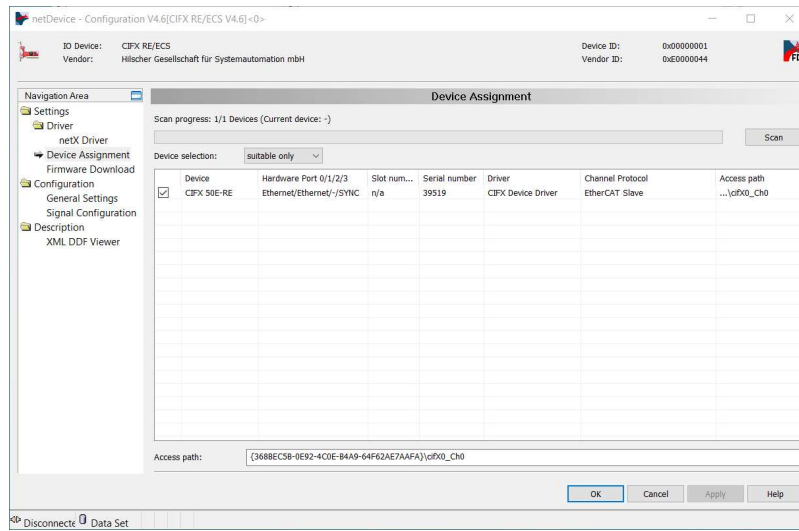 netDevice - Configuration V4.6[CIFX RE/ECS V4.6]<0>
IO Device: CIFX RE/ECS Device ID: 0x00000001
Vendor: Hilscher Gesellschaft für Systemautomation mbH Vendor ID: 0xE0000044
FD
Navigation Area
Settings
Driver
netX Driver
Device Assignment
Firmware Download
Configuration
General Settings
Signal Configuration
Description
XML DDF Viewer
Device Assignment
Scan progress: 1/1 Devices (Current device: -)
Scan
Device selection: suitable only
Device Hardware Port 0/1/2/3 Slot num... Serial number Driver Channel Protocol Access path
CIFX 50E-RE Ethernet/Ethernet/-/SYNC n/a 39519 CIFX Device Driver EtherCAT Slave ...\cifX0_Ch0
Access path: {368BEC5B-0E92-4C0E-B4A9-64F62AE7AAFA}\cifX0_Ch0
OK Cancel Apply Help
Disconnecte Data Set